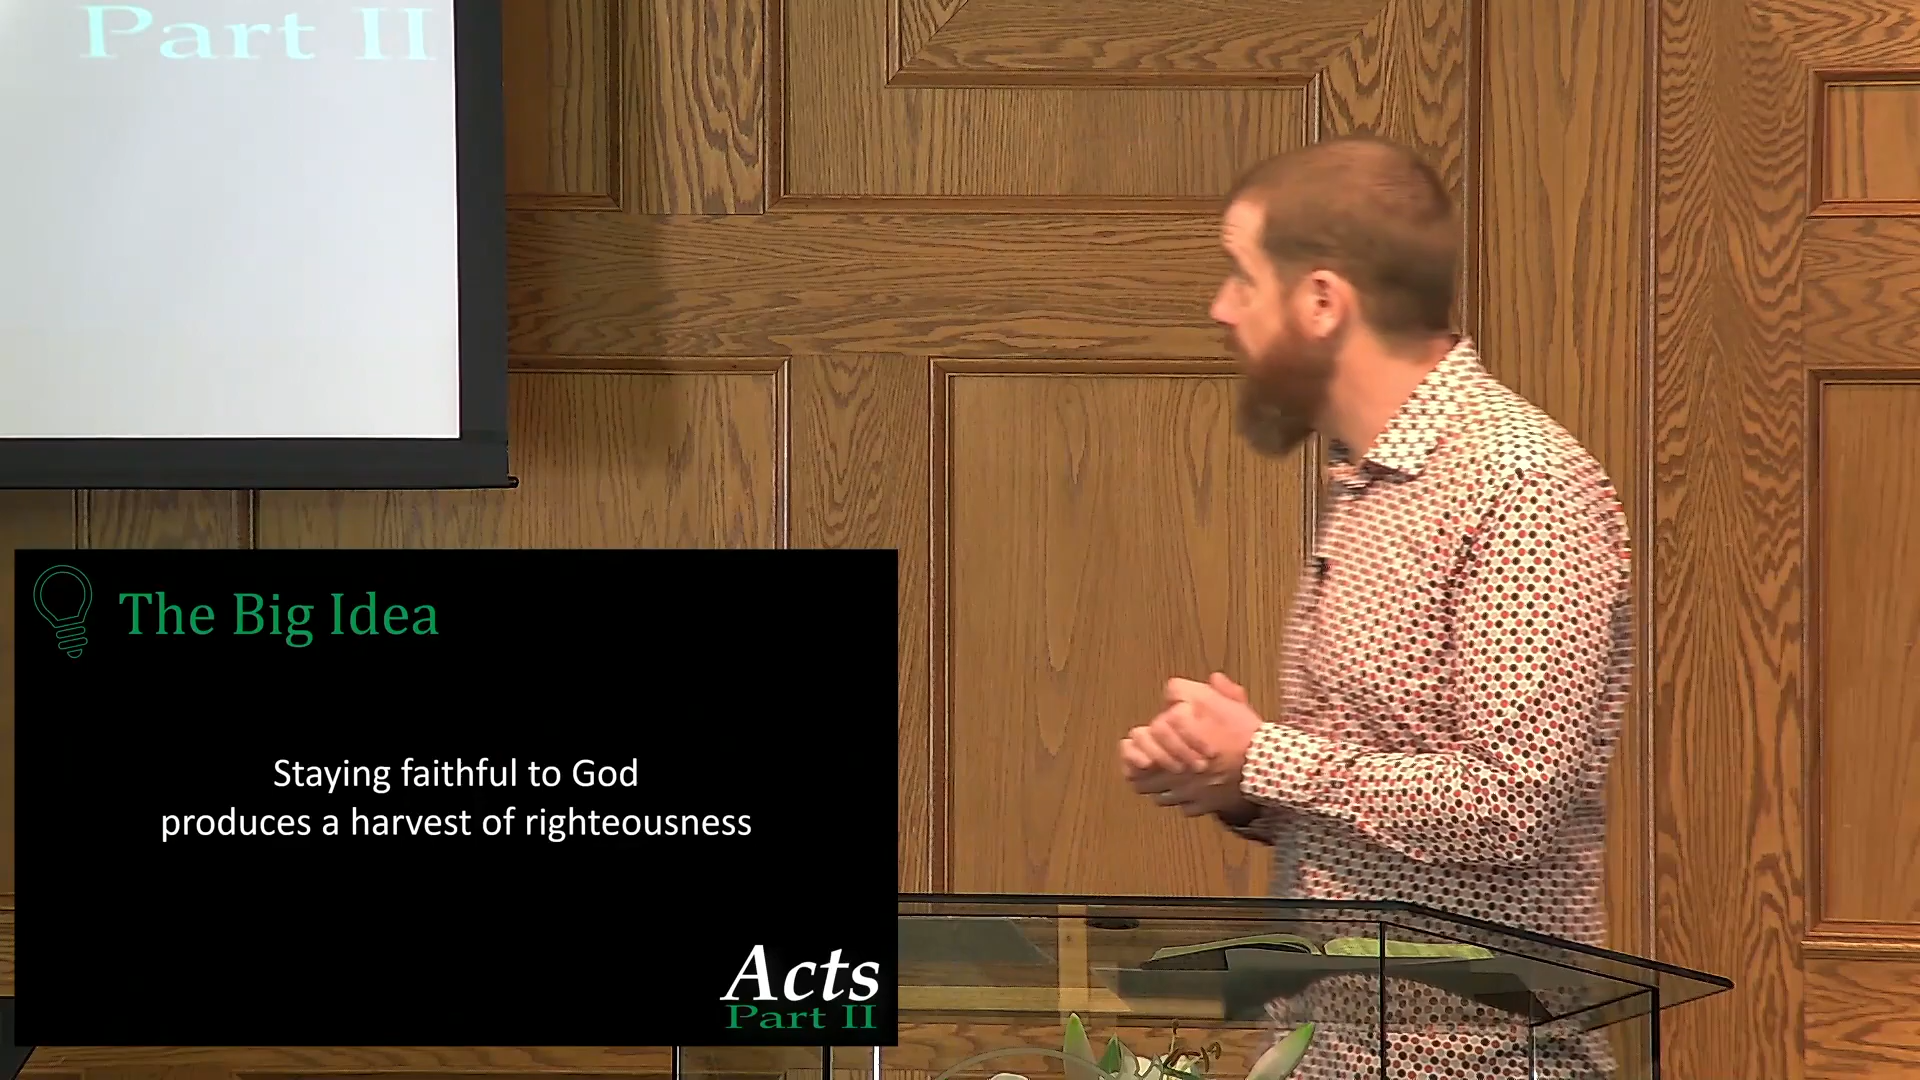 Part II
The Big Idea
Staying faithful to God
produces a harvest of righteousness
Acts
Part II